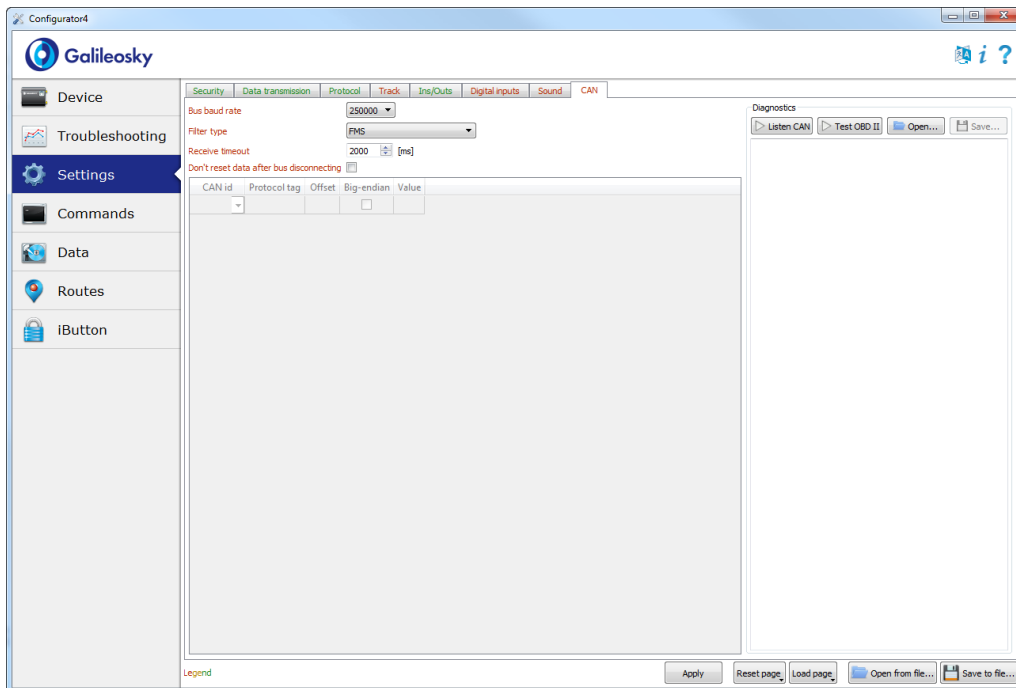 Configurator4
Galileosky
i ?
Device
Troubleshooting
Settings
Commands
Data
Routes
iButton
Security Data transmission Protocol Track Ins/Outs Digital inputs Sound CAN
Bus baud rate 250000
Filter type FMS
Receive timeout 2000 [ms]
Don't reset data after bus disconnecting
CAN id Protocol tag Offset Big-endian Value
Diagnostics
Listen CAN Test OBD II Open... Save...
Legend
Apply Reset page Load page Open from file... Save to file...